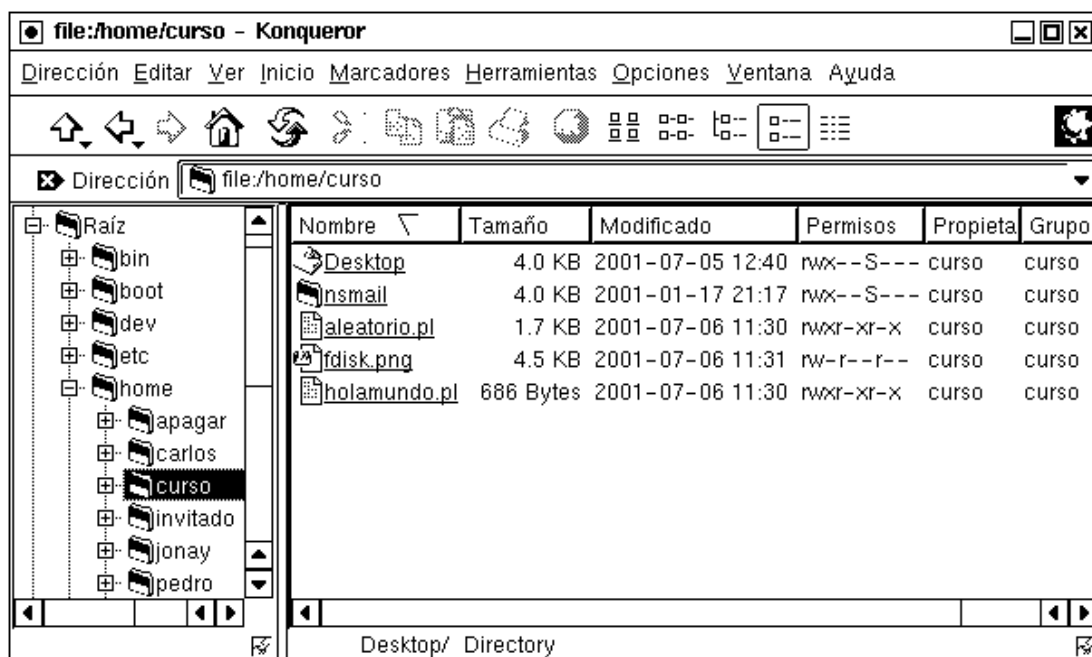 file:/home/curso - Konqueror
Dirección Editar Ver Inicio Marcadores Herramientas Opciones Ventana Ayuda
Dirección file:/home/curso
Raíz
bin
boot
dev
etc
home
apagar
carlos
curso
invitado
jonay
pedro
Nombre Tamaño Modificado Permisos Propieta Grupo
Desktop 4.0 KB 2001-07-05 12:40 rwx--S--- curso curso
nsmail 4.0 KB 2001-01-17 21:17 rwx--S--- curso curso
aleatorio.pl 1.7 KB 2001-07-06 11:30 rwxr-xr-x curso curso
fdisk.png 4.5 KB 2001-07-06 11:31 rw-r--r-- curso curso
holamundo.pl 686 Bytes 2001-07-06 11:30 rwxr-xr-x curso curso
Desktop/ Directory